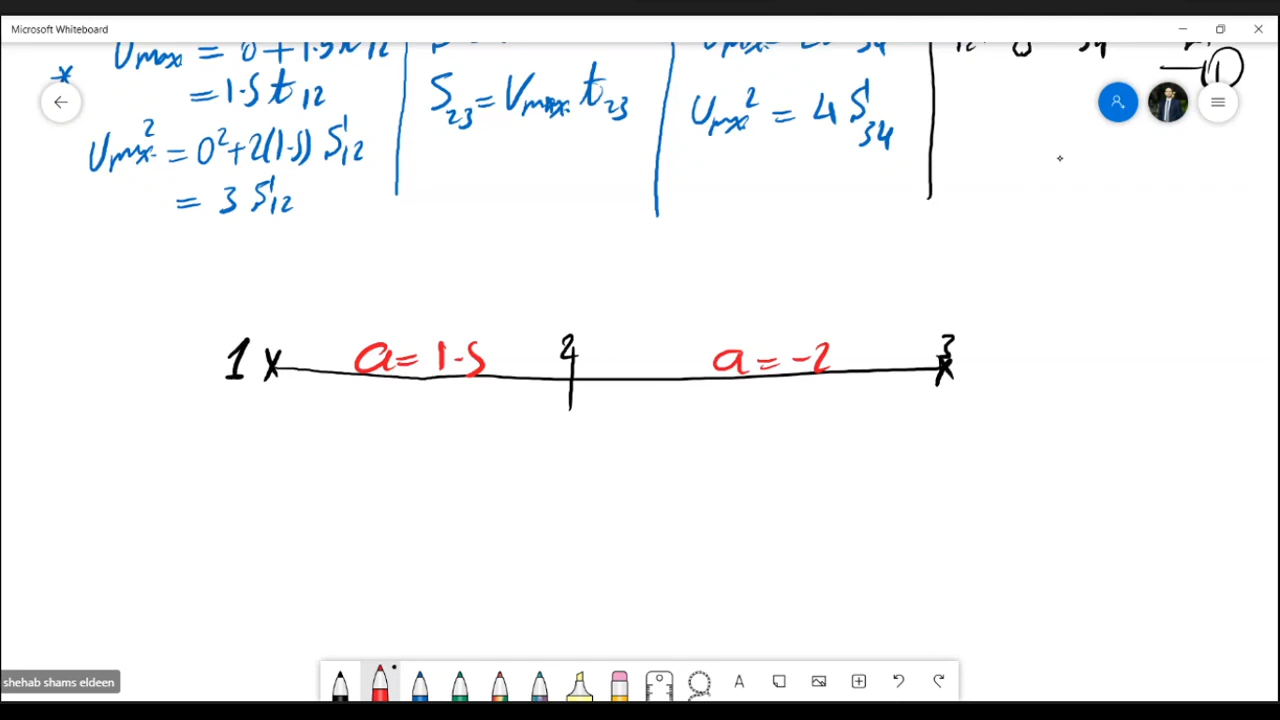 Microsoft Whiteboard
= 1.5 t12
Vmax² = 0² + 2(1.5) S12
= 3 S12
S23 = Vmax t23
Vmax² = 4 S34
1
1 a = 1.5 2 a = -2 3
shehab shams eldeen
A